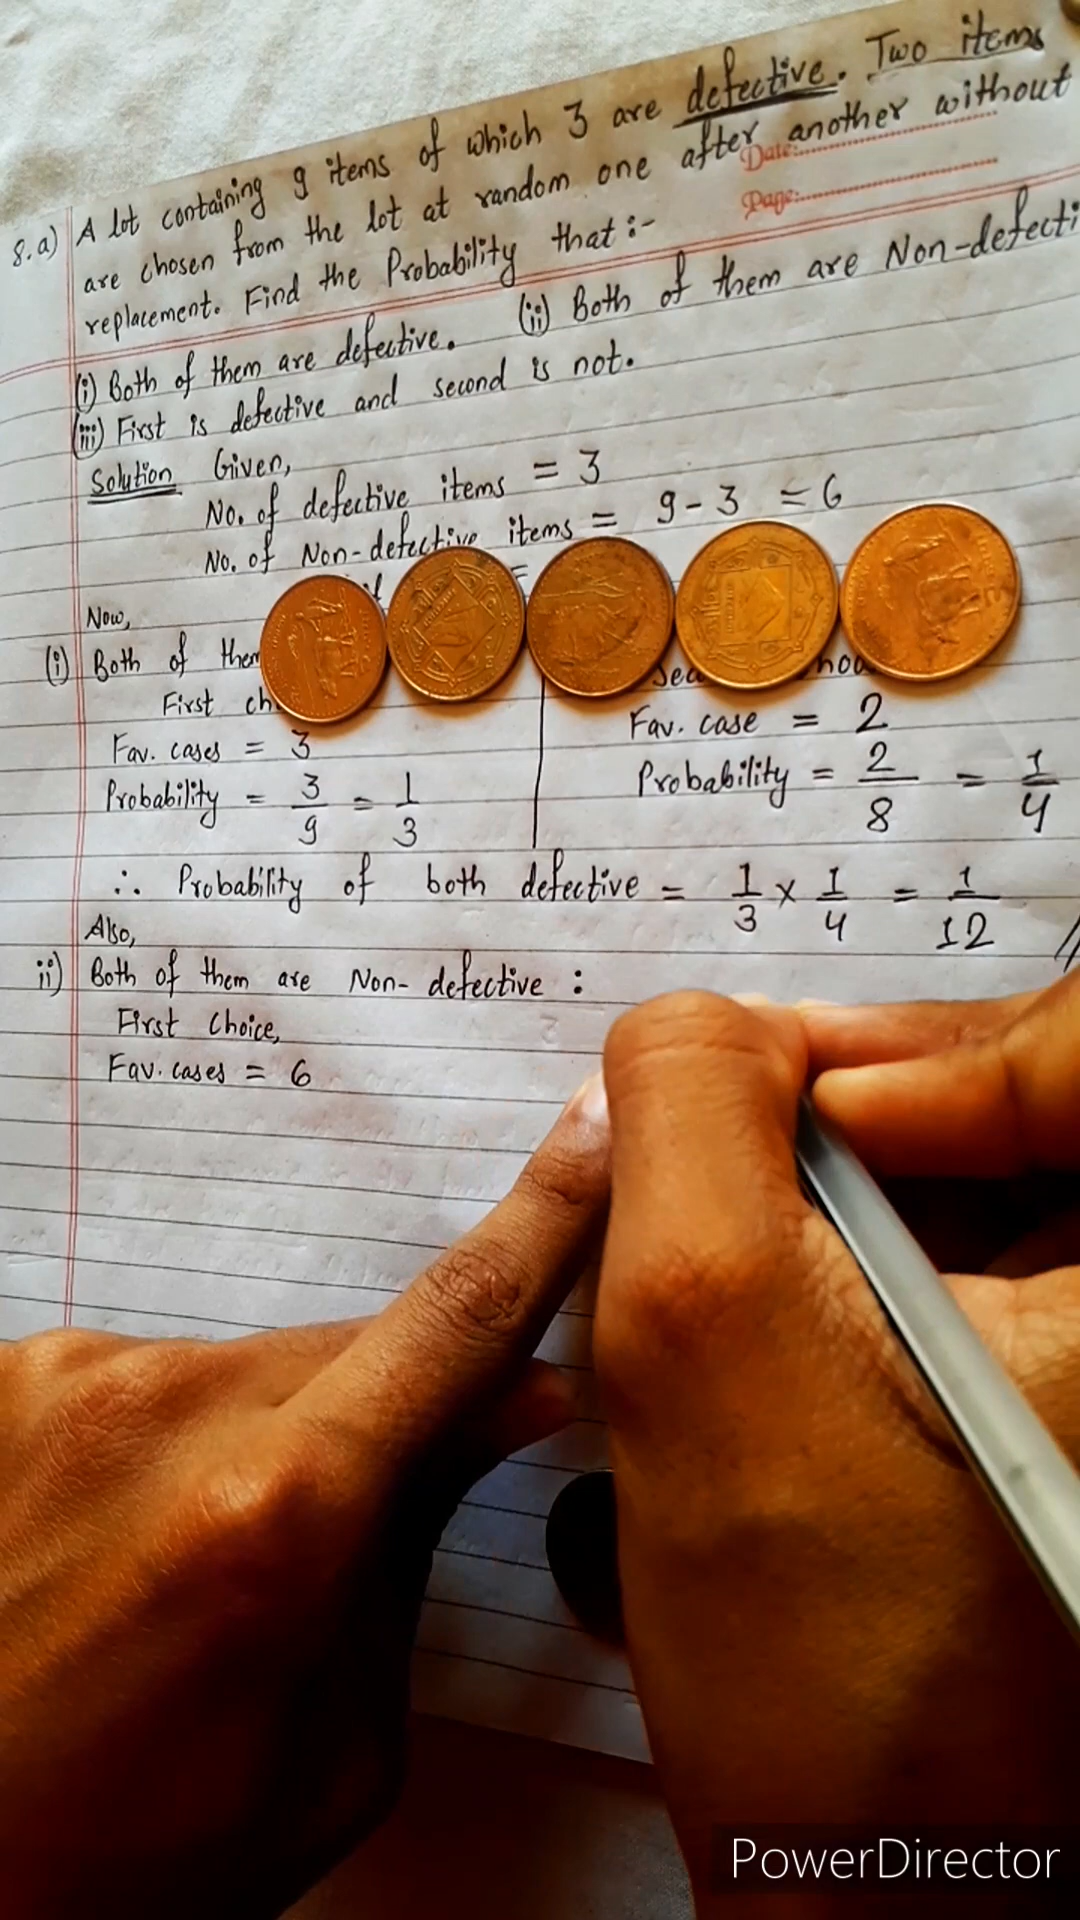 8.a) A lot containing 9 items of which 3 are defective. Two items
are chosen from the lot at random one after another without
Date:
replacement. Find the Probability that :-
Page:
(i) Both of them are defective. (ii) Both of them are Non-defecti
(iii) First is defective and second is not.
Solution Given,
No. of defective items = 3
No. of Non-defective items = 9 - 3 = 6
=
Now,
(i) Both of them
First ch
Fav. cases = 3
Fav. case = 2
Probability = 3/9 = 1/3
Probability = 2/8 = 1/4
∴ Probability of both defective = 1/3 × 1/4 = 1/12 //
Also,
ii) Both of them are Non-defective :
First Choice,
Fav. cases = 6
PowerDirector